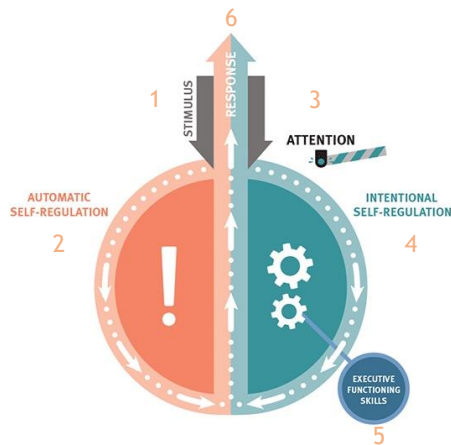 6
1
STIMULUS
RESPONSE
3
ATTENTION
AUTOMATIC
SELF-REGULATION
2
!
INTENTIONAL
SELF-REGULATION
4
EXECUTIVE
FUNCTIONING
SKILLS
5